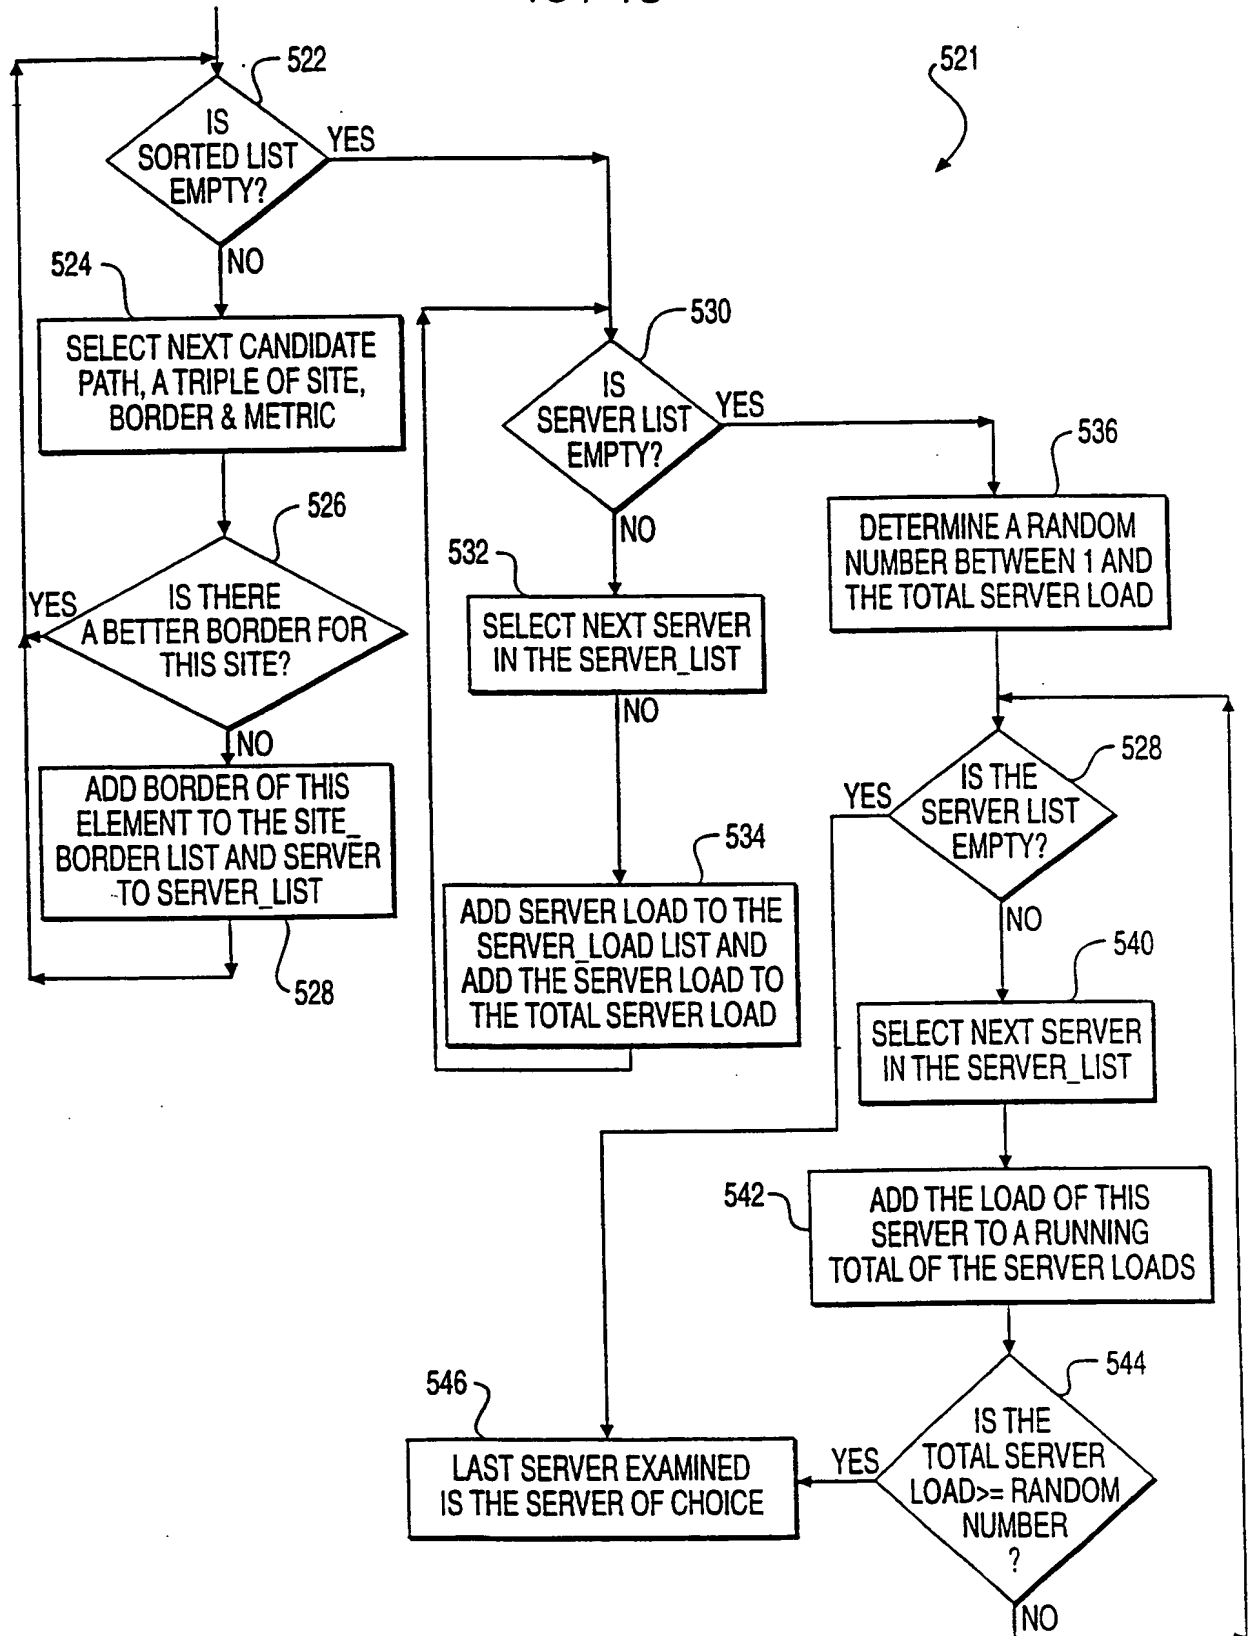 522
521
IS
SORTED LIST
EMPTY?
YES
NO
524
SELECT NEXT CANDIDATE
PATH, A TRIPLE OF SITE,
BORDER & METRIC
526
IS THERE
A BETTER BORDER FOR
THIS SITE?
YES
NO
ADD BORDER OF THIS
ELEMENT TO THE SITE_
BORDER LIST AND SERVER
TO SERVER_LIST
528
530
IS
SERVER LIST
EMPTY?
YES
NO
532
SELECT NEXT SERVER
IN THE SERVER_LIST
NO
534
ADD SERVER LOAD TO THE
SERVER_LOAD LIST AND
ADD THE SERVER LOAD TO
THE TOTAL SERVER LOAD
536
DETERMINE A RANDOM
NUMBER BETWEEN 1 AND
THE TOTAL SERVER LOAD
528
IS THE
SERVER LIST
EMPTY?
YES
NO
540
SELECT NEXT SERVER
IN THE SERVER_LIST
542
ADD THE LOAD OF THIS
SERVER TO A RUNNING
TOTAL OF THE SERVER LOADS
544
IS THE
TOTAL SERVER
LOAD>= RANDOM
NUMBER
?
YES
NO
546
LAST SERVER EXAMINED
IS THE SERVER OF CHOICE